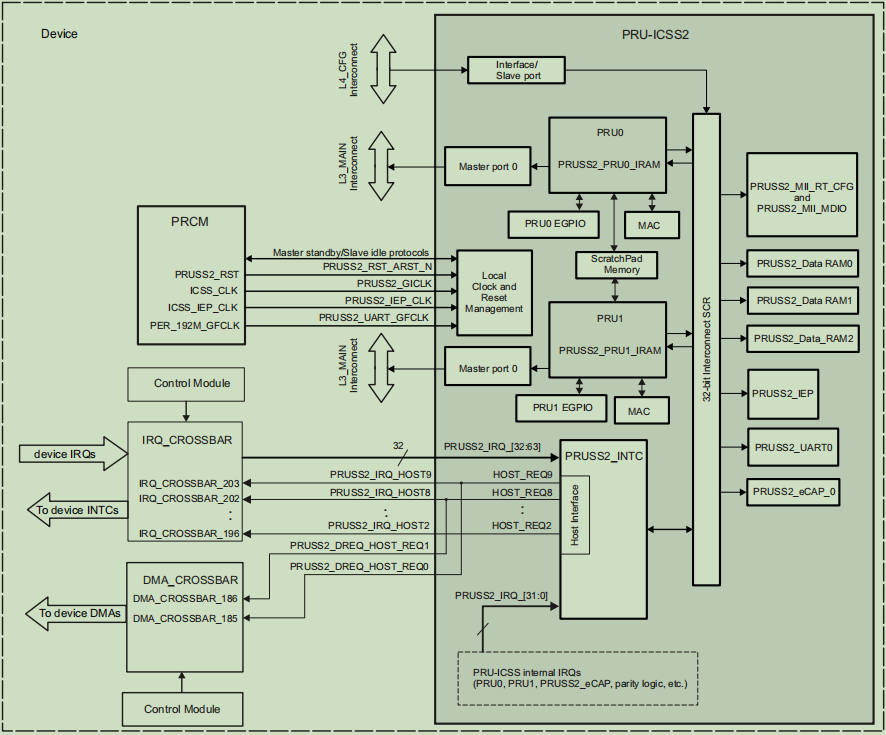 Device
PRU-ICSS2
L4_CFG
Interconnect
Interface/
Slave port
L3_MAIN
Interconnect
Master port 0
PRU0
PRUSS2_PRU0_IRAM
PRU0 EGPIO
MAC
ScratchPad
Memory
PRU1
PRUSS2_PRU1_IRAM
PRU1 EGPIO
MAC
32-bit Interconnect SCR
PRUSS2_MII_RT_CFG
and
PRUSS2_MII_MDIO
PRUSS2_Data RAM0
PRUSS2_Data RAM1
PRUSS2_Data_RAM2
PRUSS2_IEP
PRUSS2_UART0
PRUSS2_eCAP_0
PRCM
PRUSS2_RST
ICSS_CLK
ICSS_IEP_CLK
PER_192M_GFCLK
Master standby/Slave idle protocols
PRUSS2_RST_ARST_N
PRUSS2_GICLK
PRUSS2_IEP_CLK
PRUSS2_UART_GFCLK
Local
Clock and
Reset
Management
L3_MAIN
Interconnect
Master port 0
Control Module
IRQ_CROSSBAR
device IRQs
IRQ_CROSSBAR_203
IRQ_CROSSBAR_202
:
IRQ_CROSSBAR_196
To device INTCs
32
PRUSS2_IRQ_[32:63]
PRUSS2_IRQ_HOST9
PRUSS2_IRQ_HOST8
:
PRUSS2_IRQ_HOST2
PRUSS2_DREQ_HOST_REQ1
PRUSS2_DREQ_HOST_REQ0
HOST_REQ9
HOST_REQ8
:
HOST_REQ2
PRUSS2_INTC
Host Interface
PRUSS2_IRQ_[31:0]
DMA_CROSSBAR
DMA_CROSSBAR_186
DMA_CROSSBAR_185
To device DMAs
Control Module
PRU-ICSS internal IRQs
(PRU0, PRU1, PRUSS2_eCAP, parity logic, etc.)